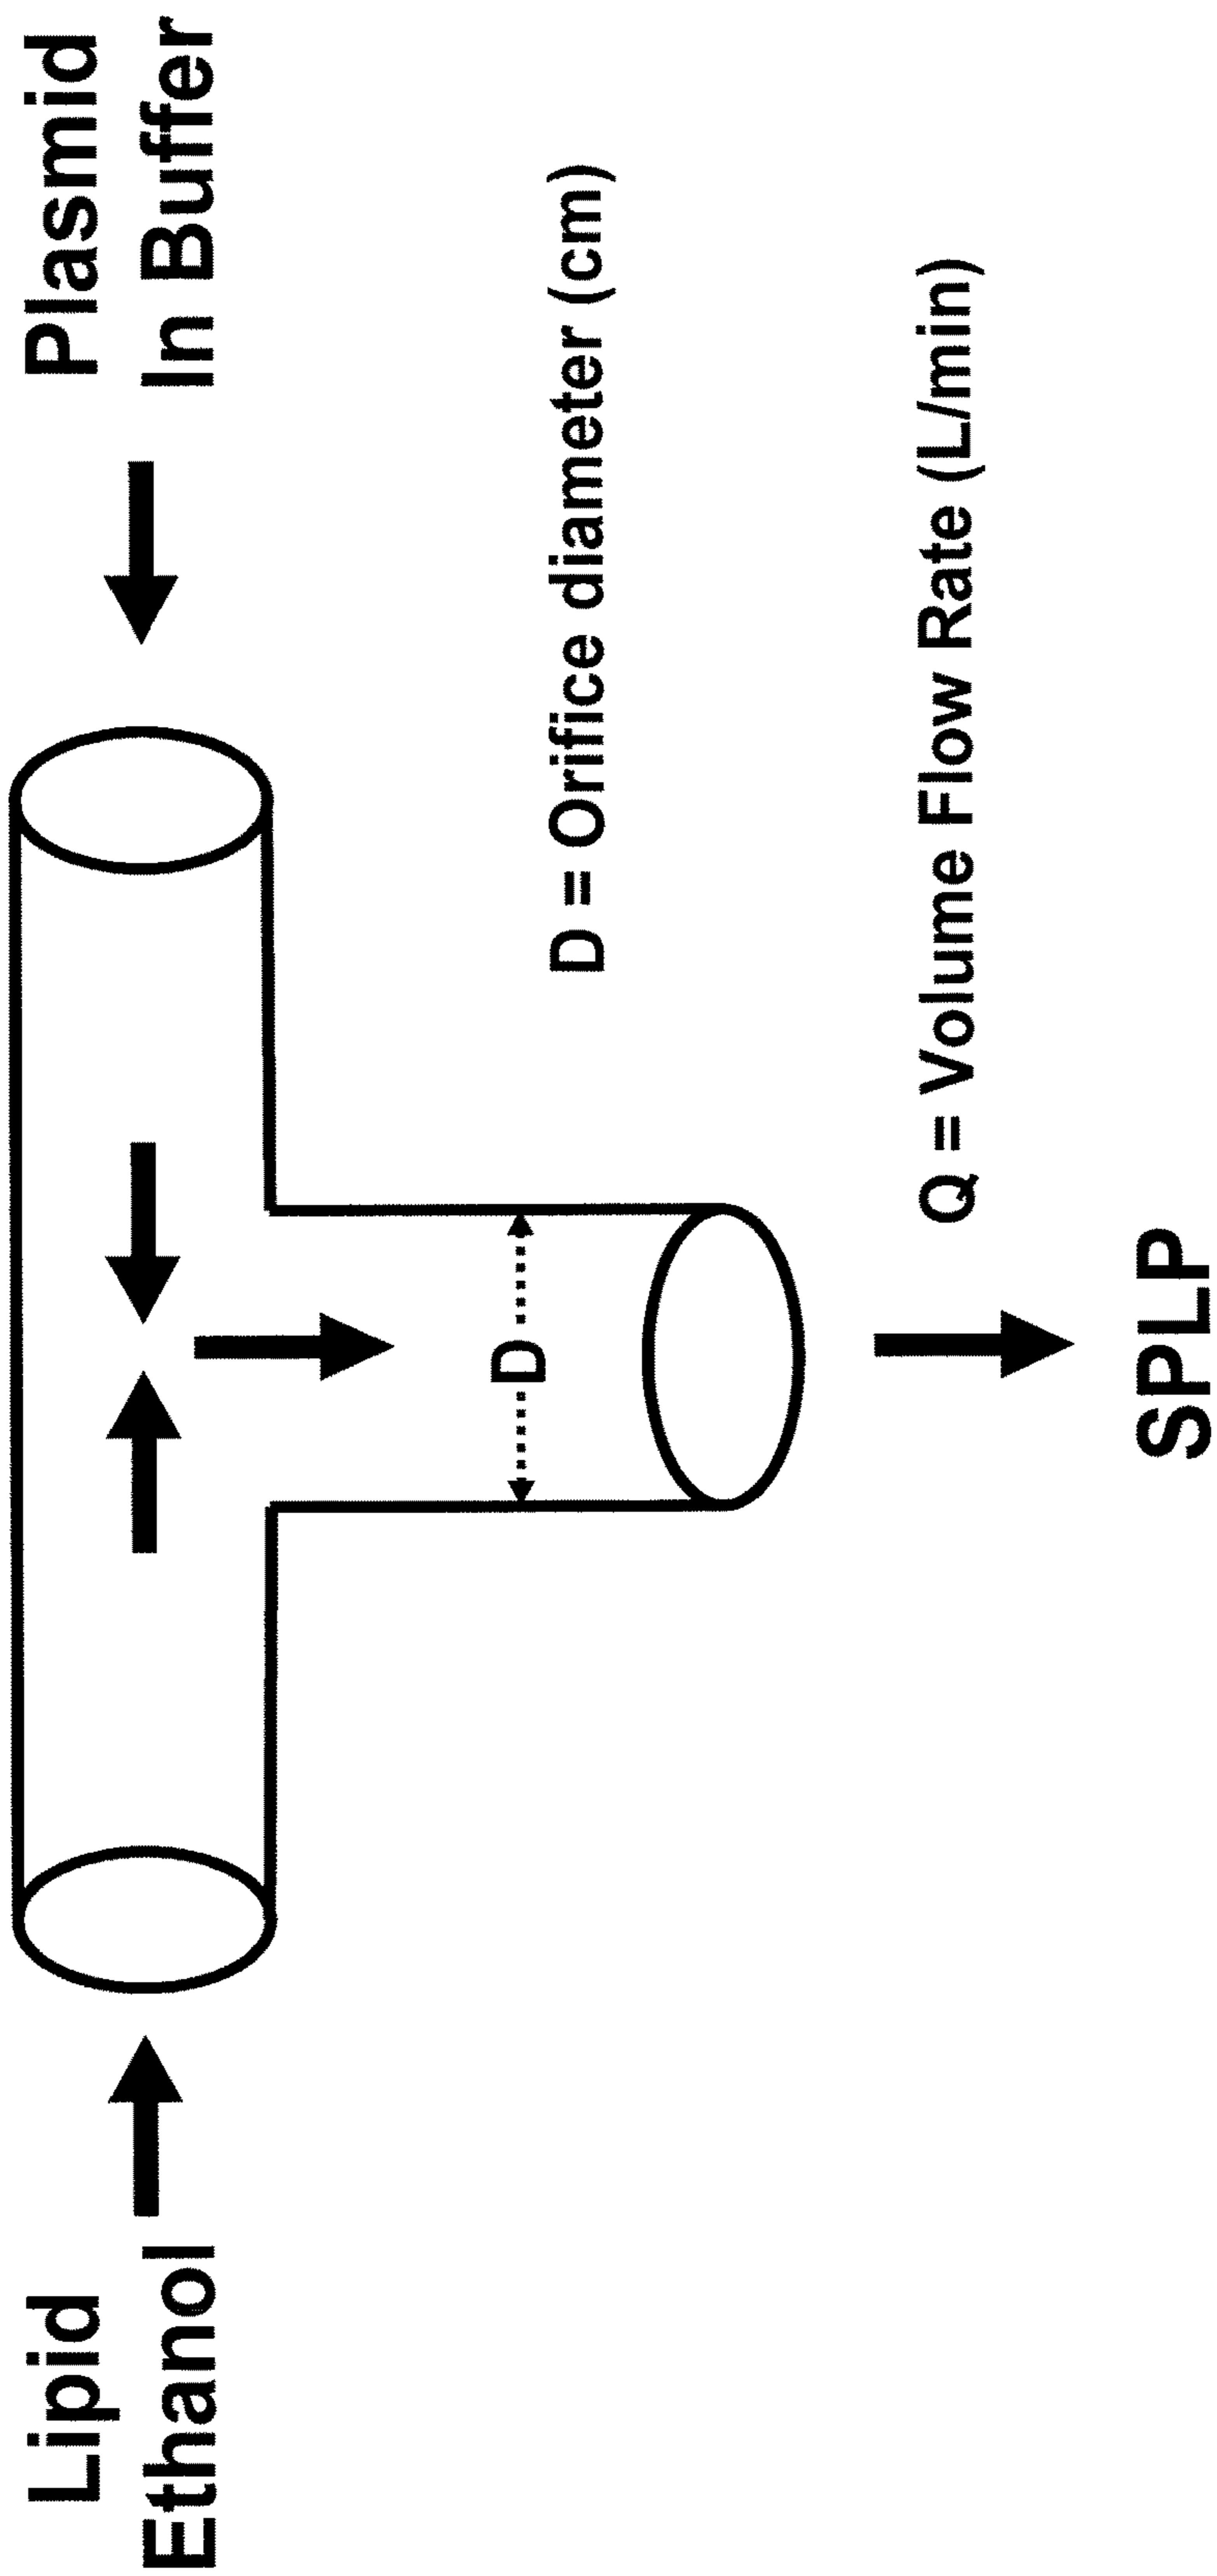 Lipid
Ethanol
Plasmid
In Buffer
D
D = Orifice diameter (cm)
Q = Volume Flow Rate (L/min)
SPLP